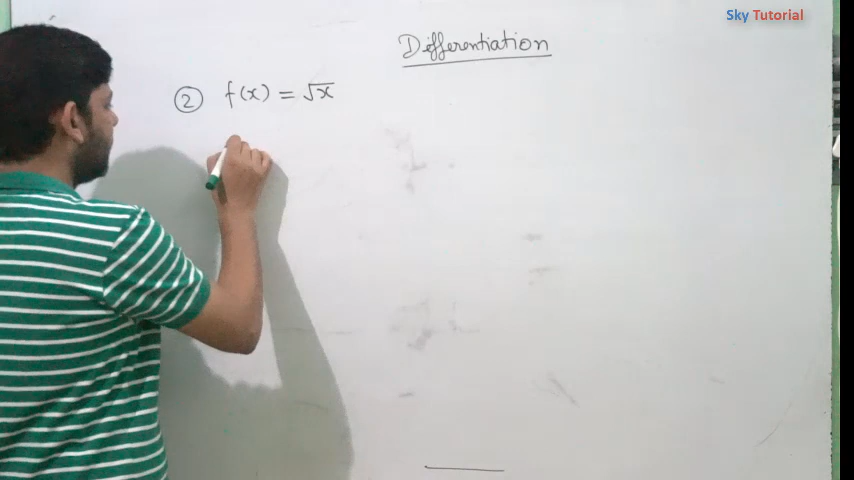 Sky Tutorial
Differentiation
② f(x) = √x